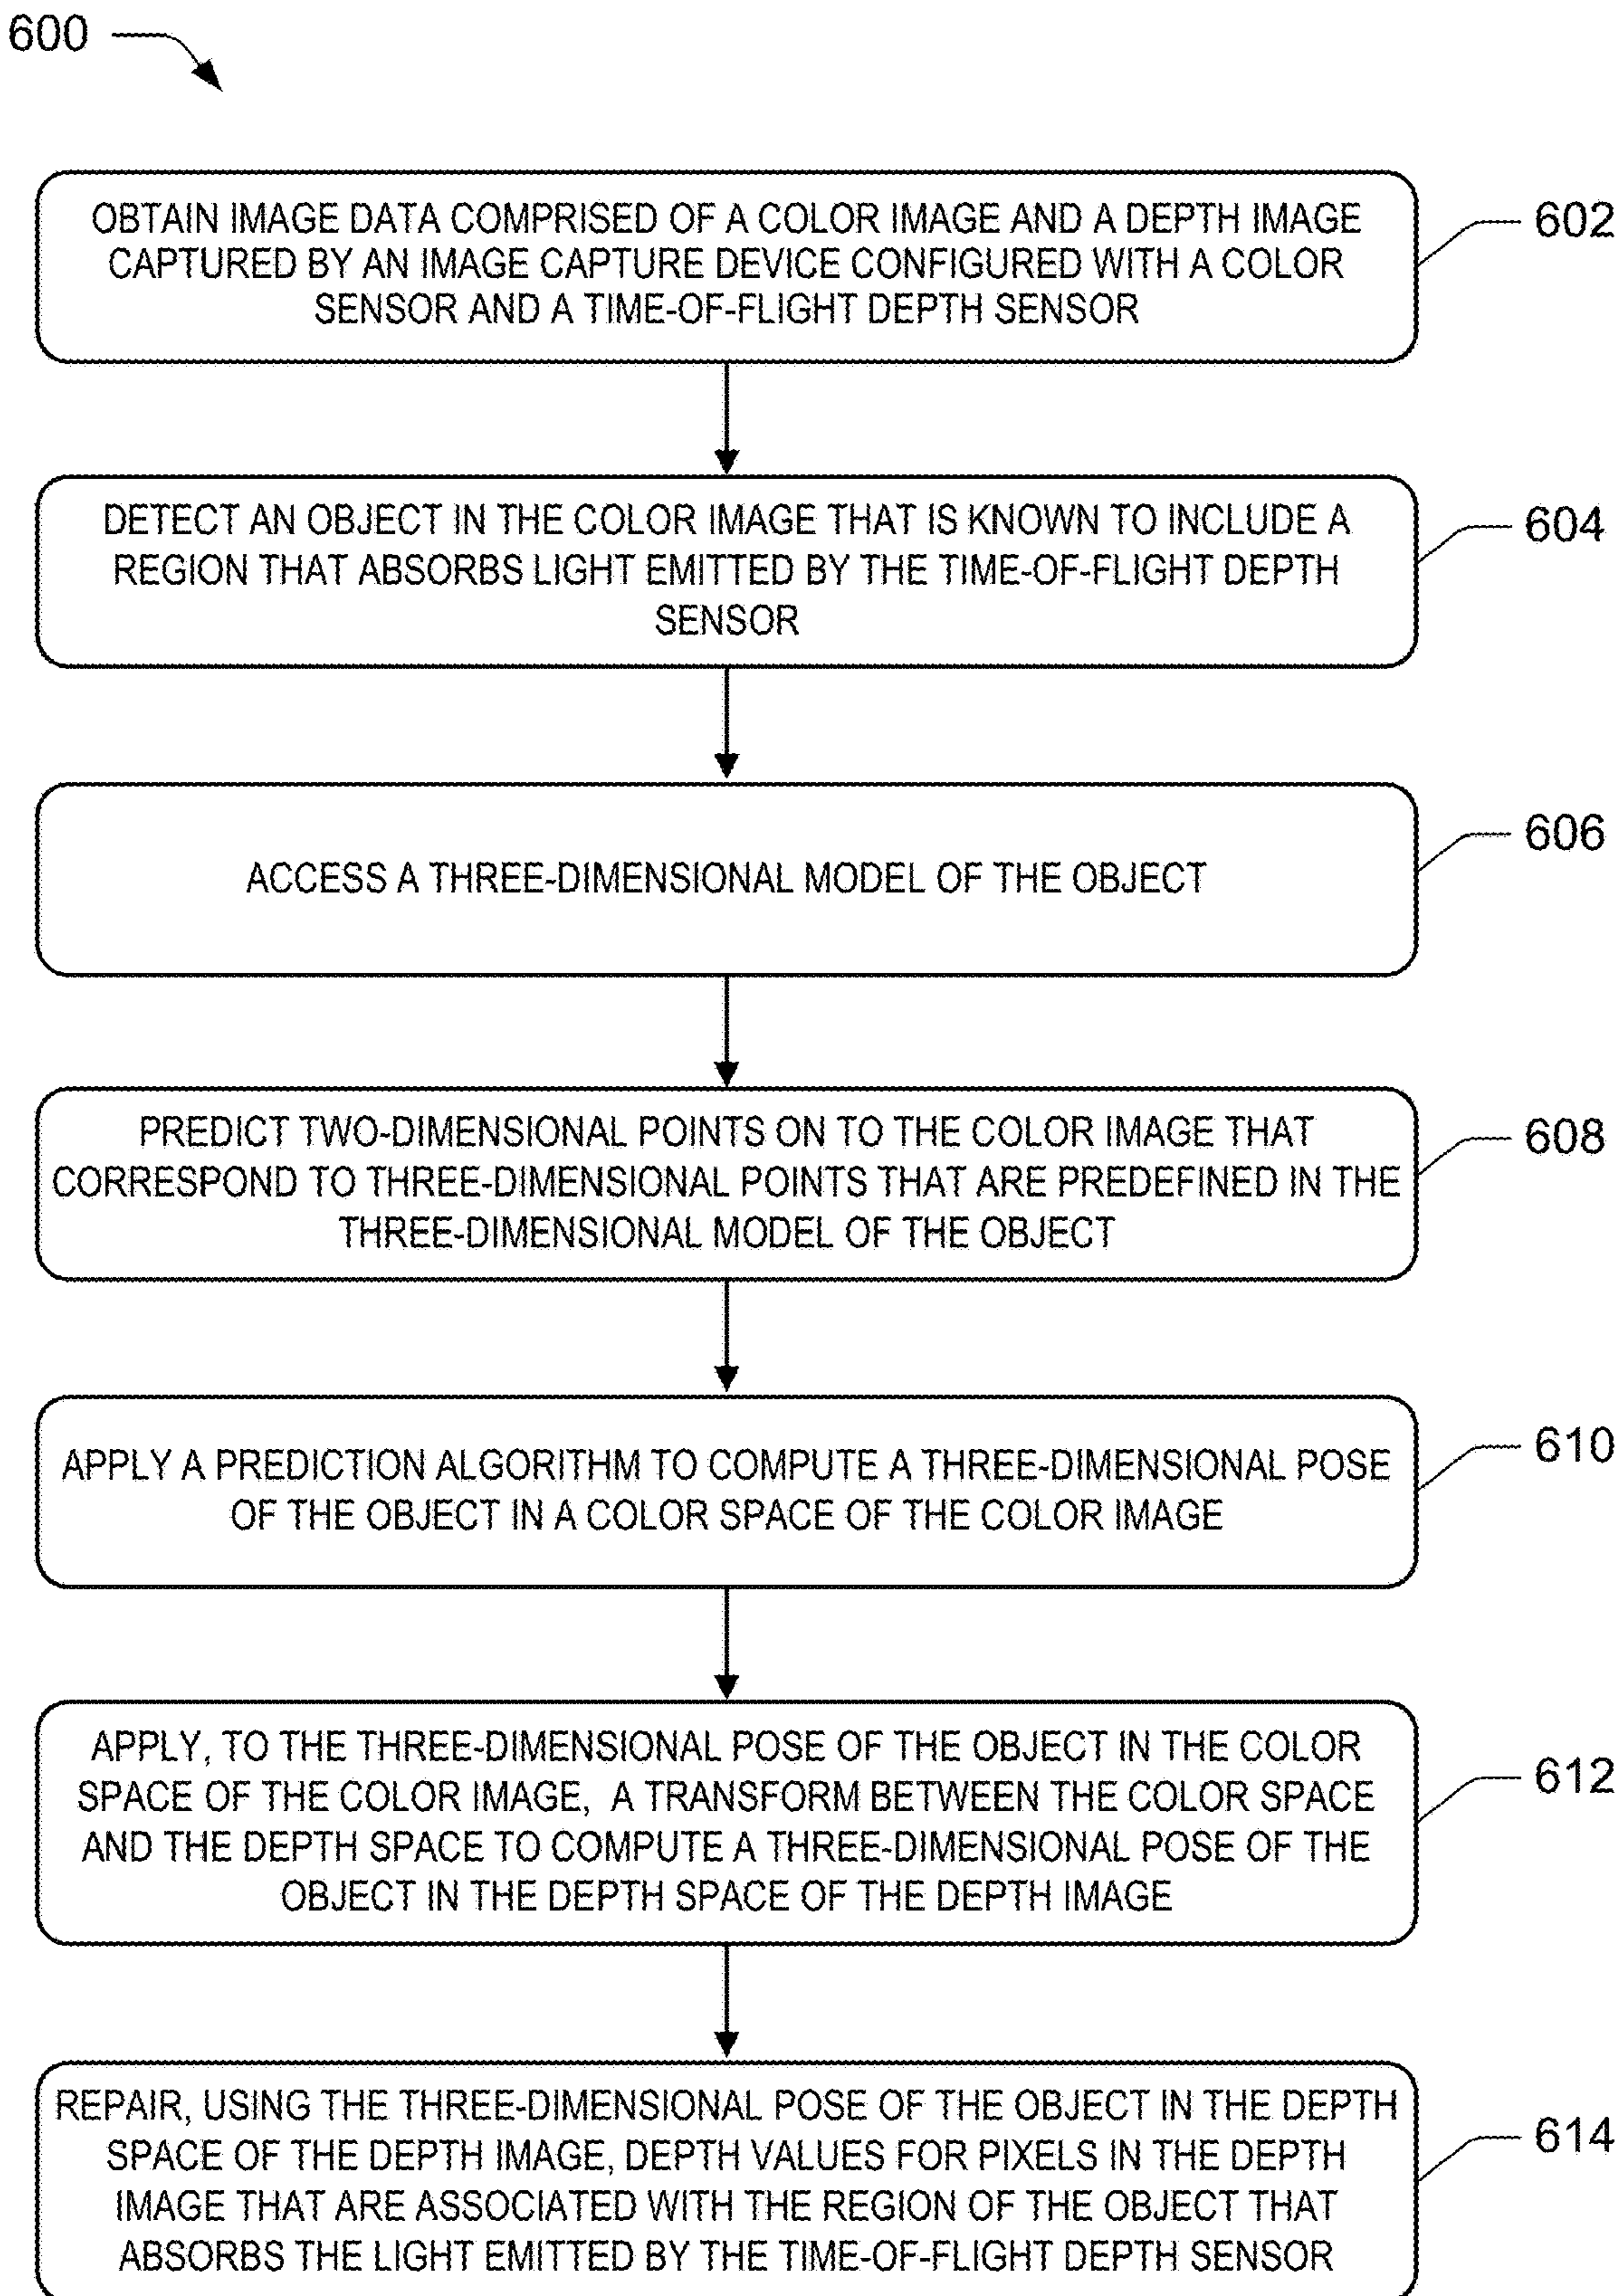 600
OBTAIN IMAGE DATA COMPRISED OF A COLOR IMAGE AND A DEPTH IMAGE
CAPTURED BY AN IMAGE CAPTURE DEVICE CONFIGURED WITH A COLOR
SENSOR AND A TIME-OF-FLIGHT DEPTH SENSOR
602
DETECT AN OBJECT IN THE COLOR IMAGE THAT IS KNOWN TO INCLUDE A
REGION THAT ABSORBS LIGHT EMITTED BY THE TIME-OF-FLIGHT DEPTH
SENSOR
604
ACCESS A THREE-DIMENSIONAL MODEL OF THE OBJECT
606
PREDICT TWO-DIMENSIONAL POINTS ON TO THE COLOR IMAGE THAT
CORRESPOND TO THREE-DIMENSIONAL POINTS THAT ARE PREDEFINED IN THE
THREE-DIMENSIONAL MODEL OF THE OBJECT
608
APPLY A PREDICTION ALGORITHM TO COMPUTE A THREE-DIMENSIONAL POSE
OF THE OBJECT IN A COLOR SPACE OF THE COLOR IMAGE
610
APPLY, TO THE THREE-DIMENSIONAL POSE OF THE OBJECT IN THE COLOR
SPACE OF THE COLOR IMAGE, A TRANSFORM BETWEEN THE COLOR SPACE
AND THE DEPTH SPACE TO COMPUTE A THREE-DIMENSIONAL POSE OF THE
OBJECT IN THE DEPTH SPACE OF THE DEPTH IMAGE
612
REPAIR, USING THE THREE-DIMENSIONAL POSE OF THE OBJECT IN THE DEPTH
SPACE OF THE DEPTH IMAGE, DEPTH VALUES FOR PIXELS IN THE DEPTH
IMAGE THAT ARE ASSOCIATED WITH THE REGION OF THE OBJECT THAT
ABSORBS THE LIGHT EMITTED BY THE TIME-OF-FLIGHT DEPTH SENSOR
614